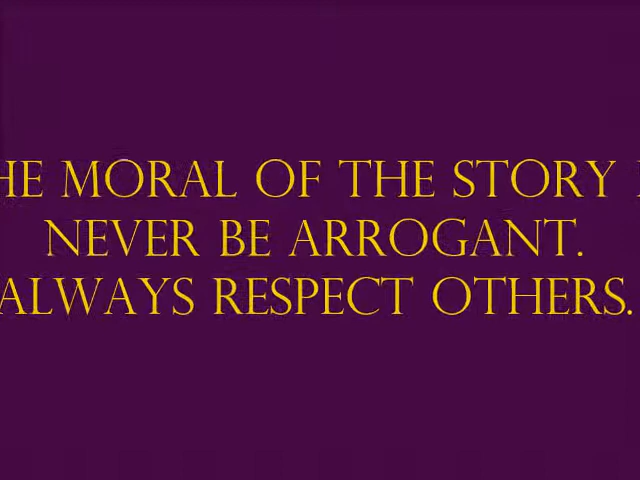 HE MORAL OF THE STORY I
NEVER BE ARROGANT.
ALWAYS RESPECT OTHERS.